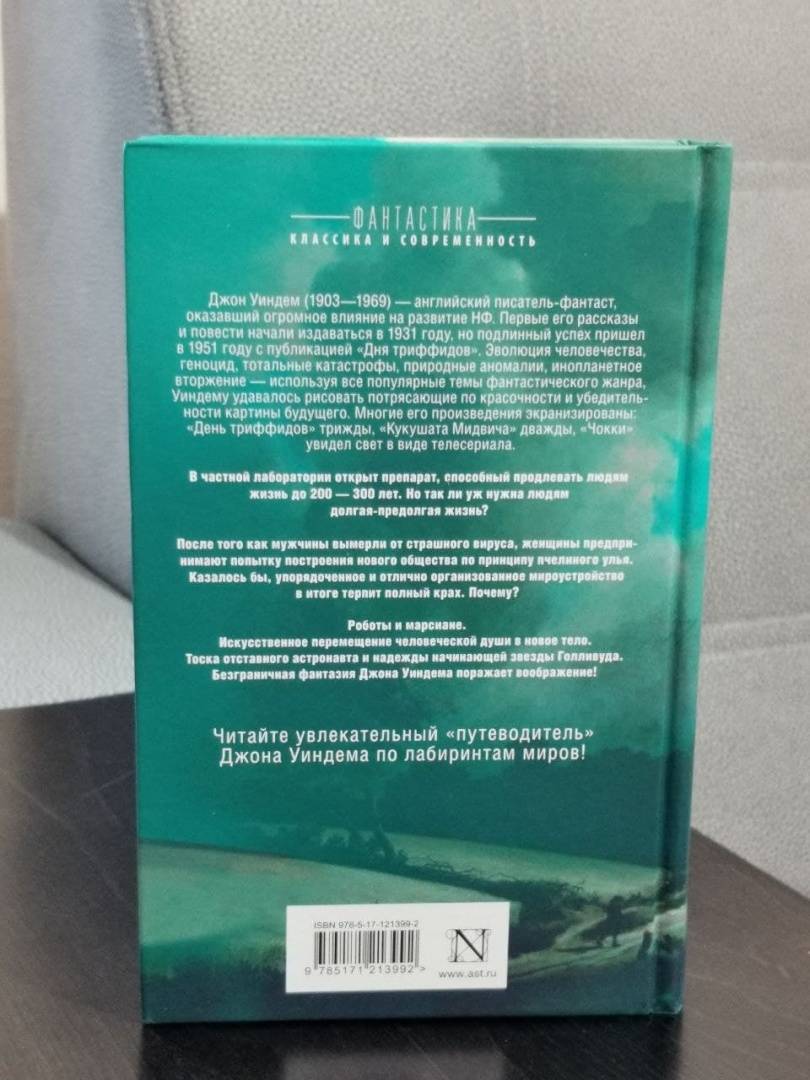 ФАНТАСТИКА
КЛАССИКА И СОВРЕМЕННОСТЬ
Джон Уиндем (1903—1969) — английский писатель-фантаст,
оказавший огромное влияние на развитие НФ. Первые его рассказы
и повести начали издаваться в 1931 году, но подлинный успех пришел
в 1951 году с публикацией «Дня триффидов». Эволюция человечества,
геноцид, тотальные катастрофы, природные аномалии, инопланетное
вторжение — используя все популярные темы фантастического жанра,
Уиндему удавалось рисовать потрясающие по красочности и убедитель-
ности картины будущего. Многие его произведения экранизированы:
«День триффидов» трижды, «Кукушата Мидвича» дважды, «Чокки»
увидел свет в виде телесериала.
В частной лаборатории открыт препарат, способный продлевать людям
жизнь до 200 — 300 лет. Но так ли уж нужна людям
долгая-предолгая жизнь?
После того как мужчины вымерли от страшного вируса, женщины предпри-
нимают попытку построения нового общества по принципу пчелиного улья.
Казалось бы, упорядоченное и отлично организованное мироустройство
в итоге терпит полный крах. Почему?
Роботы и марсиане.
Искусственное перемещение человеческой души в новое тело.
Тоска отставного астронавта и надежды начинающей звезды Голливуда.
Безграничная фантазия Джона Уиндема поражает воображение!
Читайте увлекательный «путеводитель»
Джона Уиндема по лабиринтам миров!
ISBN 978-5-17-121399-2
9 785171 213992 >
N
www.ast.ru